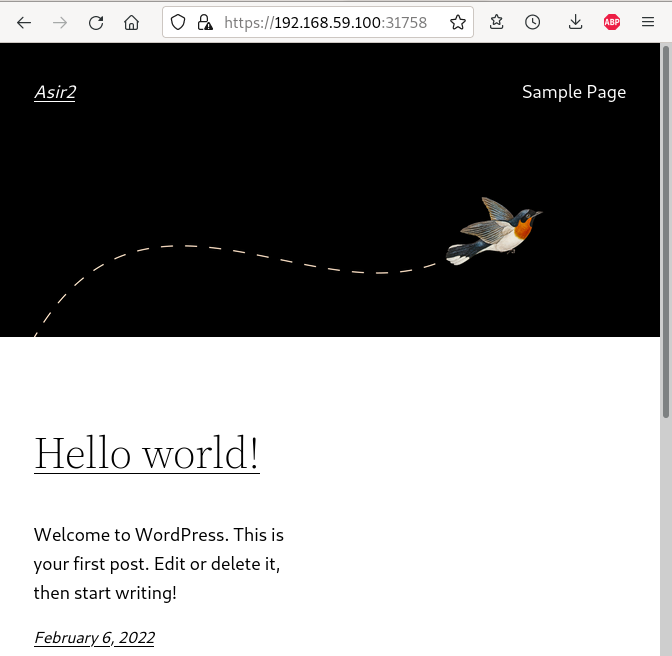 https://192.168.59.100:31758
ABP
Asir2
Sample Page
Hello world!
Welcome to WordPress. This is
your first post. Edit or delete it,
then start writing!
February 6, 2022